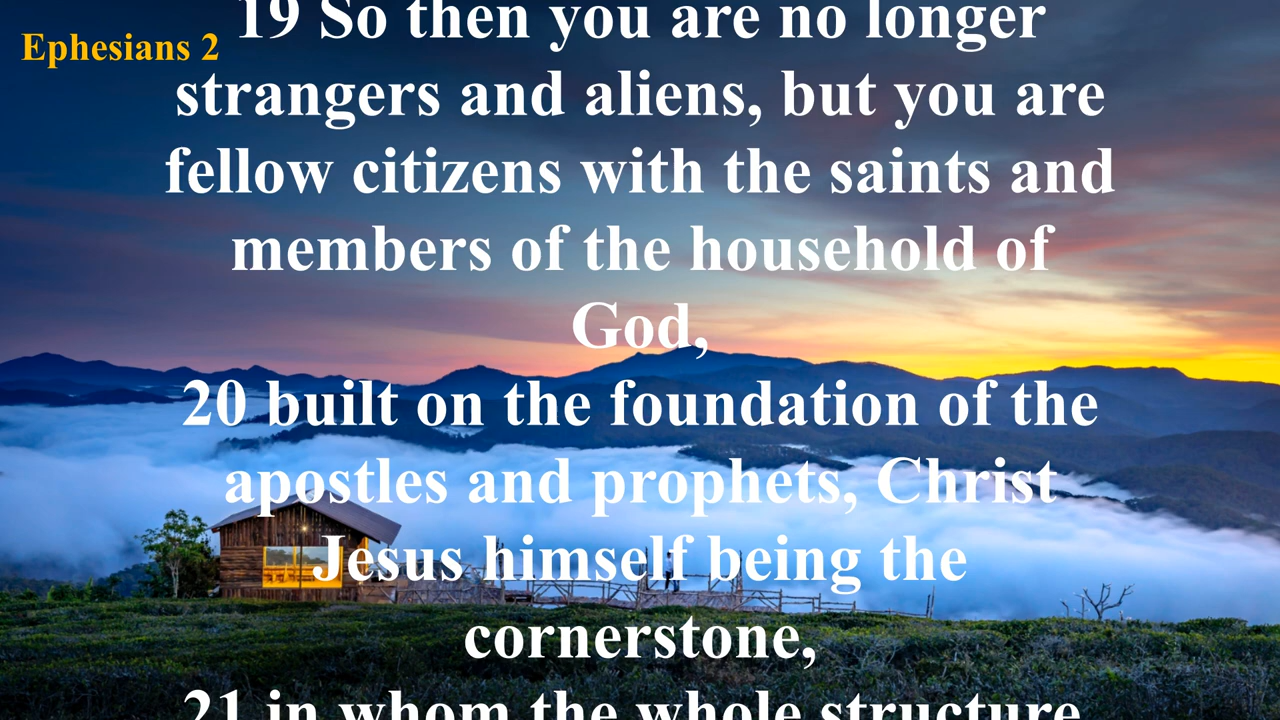 Ephesians 2
19 So then you are no longer
strangers and aliens, but you are
fellow citizens with the saints and
members of the household of
God,
20 built on the foundation of the
apostles and prophets, Christ
Jesus himself being the
cornerstone,
21 in whom the whole structure,